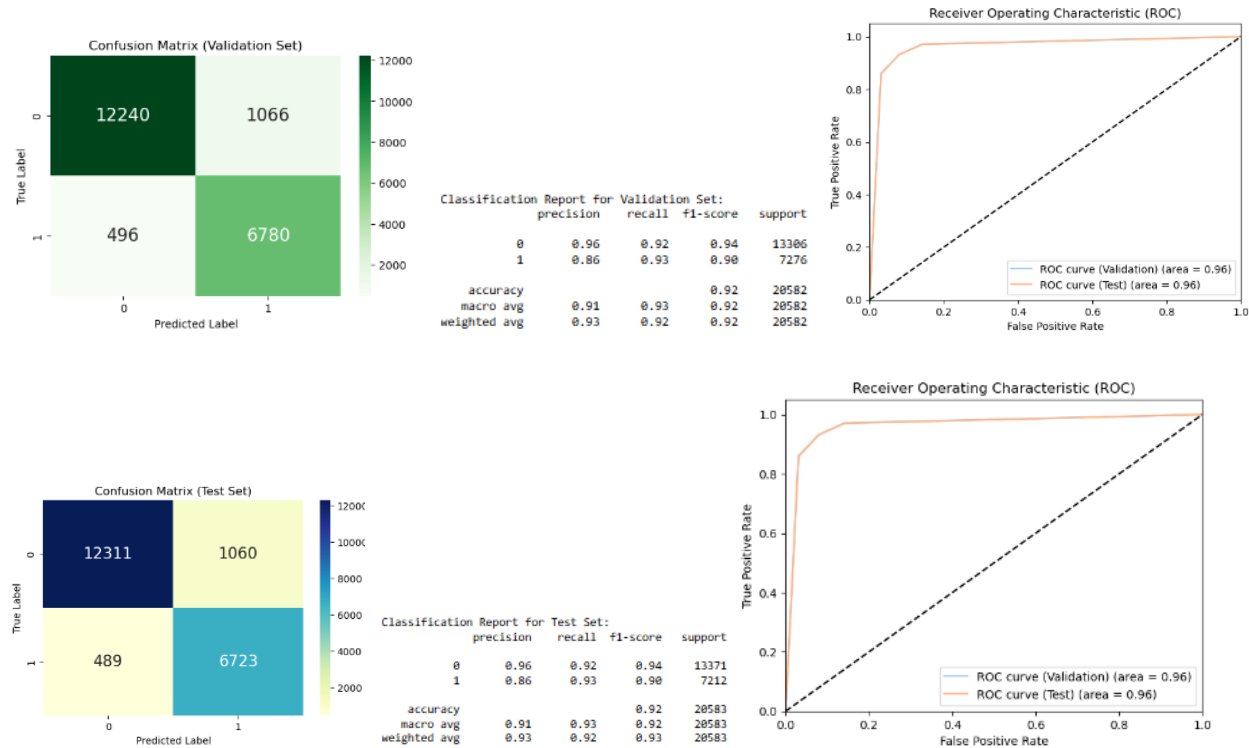 Confusion Matrix (Validation Set)
True Label
0
1
12240 1066
496 6780
0 1
Predicted Label
12000
10000
8000
6000
4000
2000
Classification Report for Validation Set:
precision recall f1-score support
0 0.96 0.92 0.94 13306
1 0.86 0.93 0.90 7276
accuracy 0.92 20582
macro avg 0.91 0.93 0.92 20582
weighted avg 0.93 0.92 0.92 20582
Receiver Operating Characteristic (ROC)
True Positive Rate
1.0
0.8
0.6
0.4
0.2
0.0
ROC curve (Validation) (area = 0.96)
ROC curve (Test) (area = 0.96)
0.0 0.2 0.4 0.6 0.8 1.0
False Positive Rate
Confusion Matrix (Test Set)
True Label
0
1
12311 1060
489 6723
0 1
Predicted Label
1200
10000
8000
6000
4000
2000
Classification Report for Test Set:
precision recall f1-score support
0 0.96 0.92 0.94 13371
1 0.86 0.93 0.90 7212
accuracy 0.92 20583
macro avg 0.91 0.93 0.92 20583
weighted avg 0.93 0.92 0.93 20583
Receiver Operating Characteristic (ROC)
True Positive Rate
1.0
0.8
0.6
0.4
0.2
0.0
ROC curve (Validation) (area = 0.96)
ROC curve (Test) (area = 0.96)
0.0 0.2 0.4 0.6 0.8 1.0
False Positive Rate